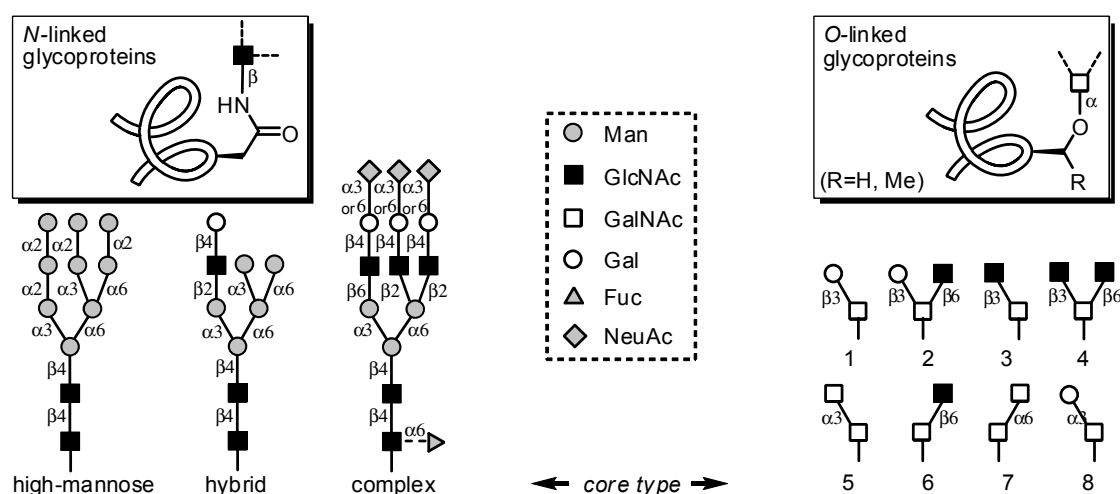 N-linked
glycoproteins
β
HN
O
O-linked
glycoproteins
α
O
R
(R=H, Me)
Man
GlcNAc
GalNAc
Gal
Fuc
NeuAc
α2 α2 α2
α2 α3 α6
α3 α6
β4
β4
high-mannose
β4
β2 α3 α6
α3 α6
β4
β4
hybrid
α3 α3 α3
or6 or6 or6
β4 β4 β4
β6 β2 β2
α3 α6
β4
β4
α6
complex
core type
β3
1
β3 β6
2
β3
3
β3 β6
4
α3
5
β6
6
α6
7
α3
8